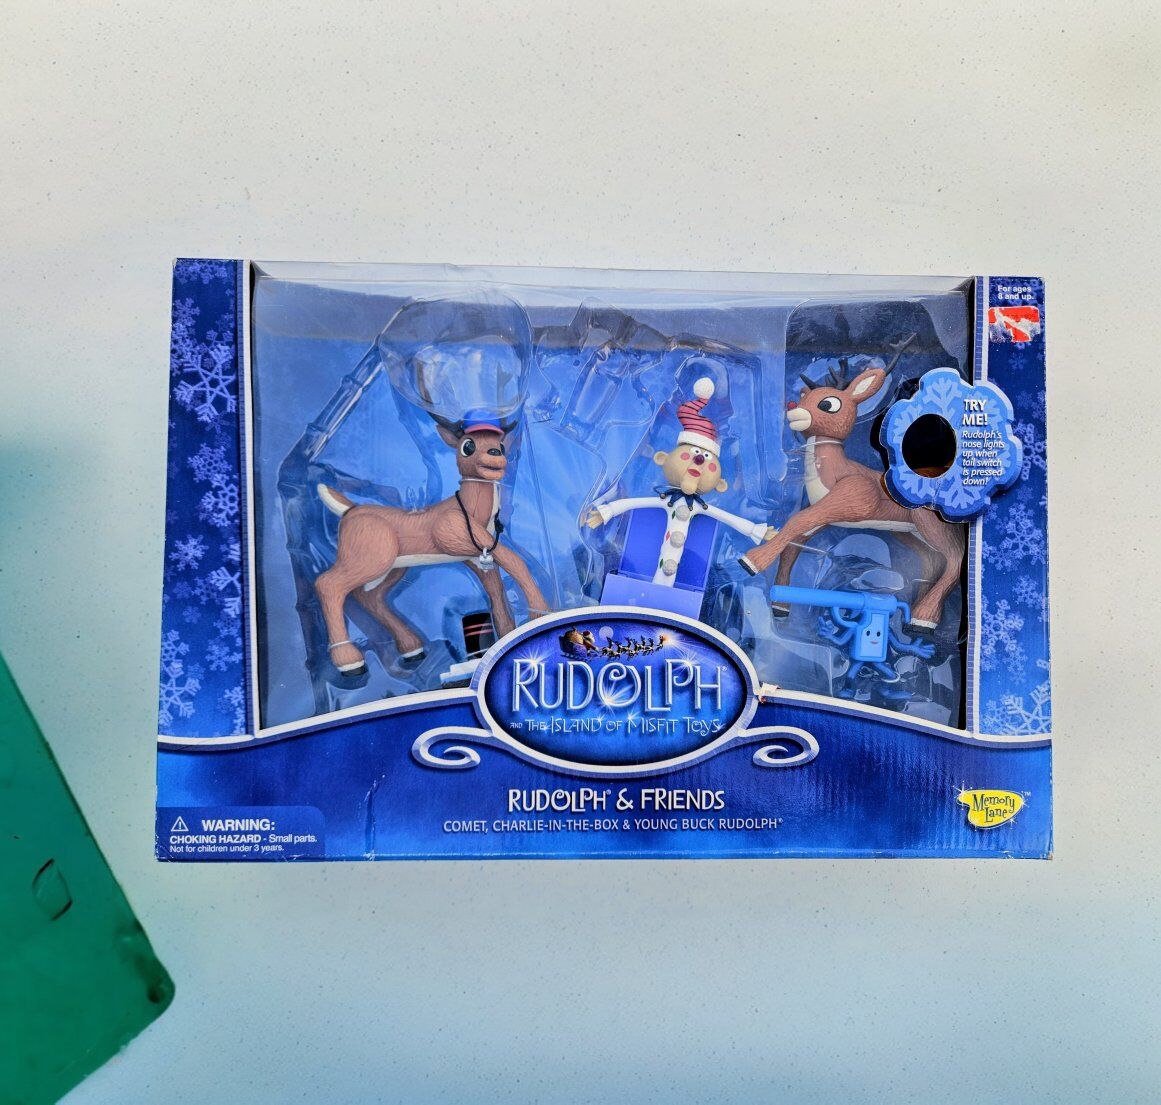 For ages
8 and up.
TRY
ME!
Rudolph's
nose lights
up when
tail switch
is pressed
down!
RUDOLPH®
AND THE ISLAND OF MISFIT TOYS
RUDOLPH® & FRIENDS
COMET, CHARLIE-IN-THE-BOX & YOUNG BUCK RUDOLPH®
Memory
Lane™
WARNING:
CHOKING HAZARD - Small parts.
Not for children under 3 years.